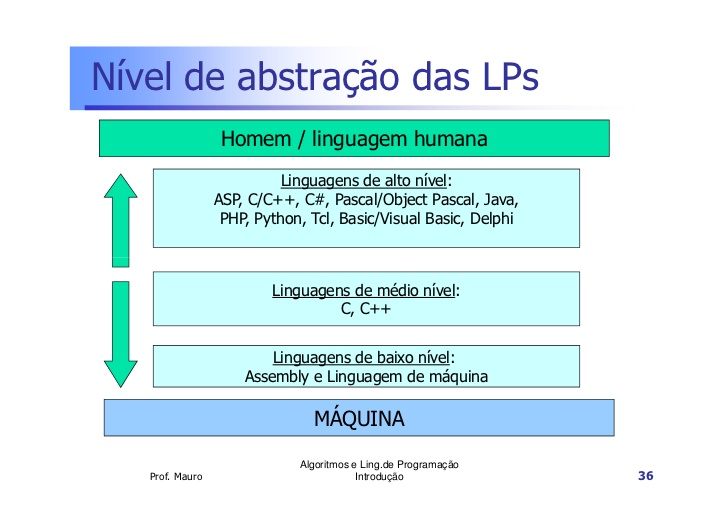 Nível de abstração das LPs
Homem / linguagem humana
Linguagens de alto nível:
ASP, C/C++, C#, Pascal/Object Pascal, Java,
PHP, Python, Tcl, Basic/Visual Basic, Delphi
Linguagens de médio nível:
C, C++
Linguagens de baixo nível:
Assembly e Linguagem de máquina
MÁQUINA
Prof. Mauro
Algoritmos e Ling.de Programação
Introdução
36